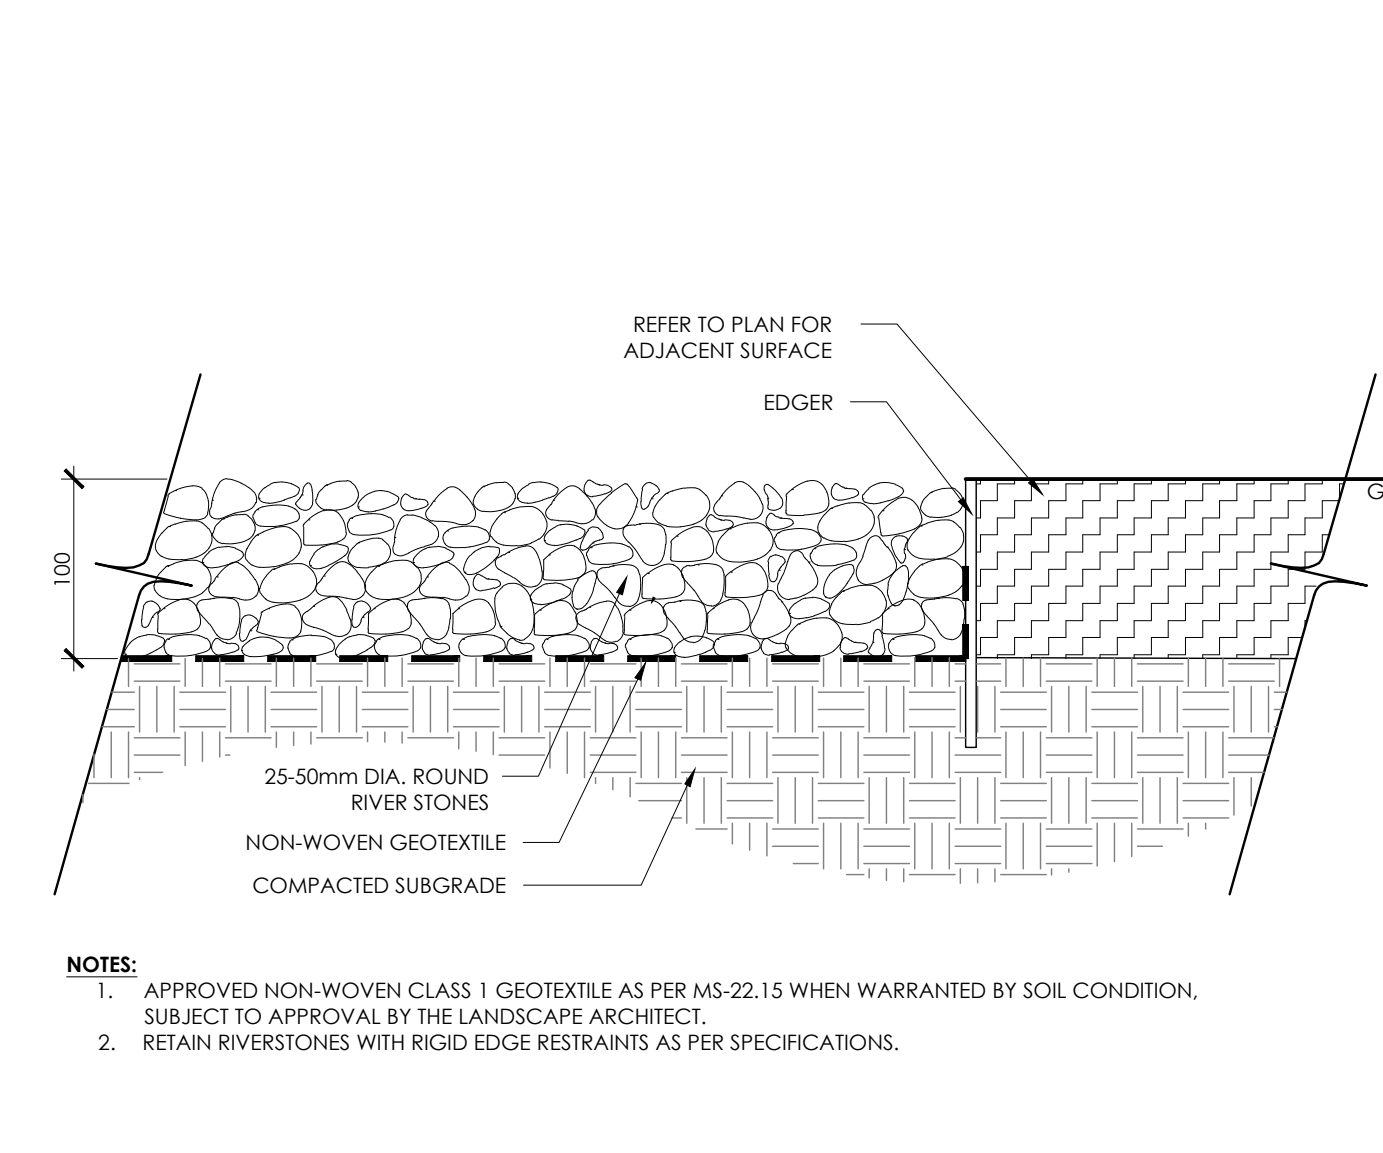 REFER TO PLAN FOR
ADJACENT SURFACE
EDGER
G
100
25-50mm DIA. ROUND
RIVER STONES
NON-WOVEN GEOTEXTILE
COMPACTED SUBGRADE
NOTES:
1. APPROVED NON-WOVEN CLASS 1 GEOTEXTILE AS PER MS-22.15 WHEN WARRANTED BY SOIL CONDITION,
SUBJECT TO APPROVAL BY THE LANDSCAPE ARCHITECT.
2. RETAIN RIVERSTONES WITH RIGID EDGE RESTRAINTS AS PER SPECIFICATIONS.